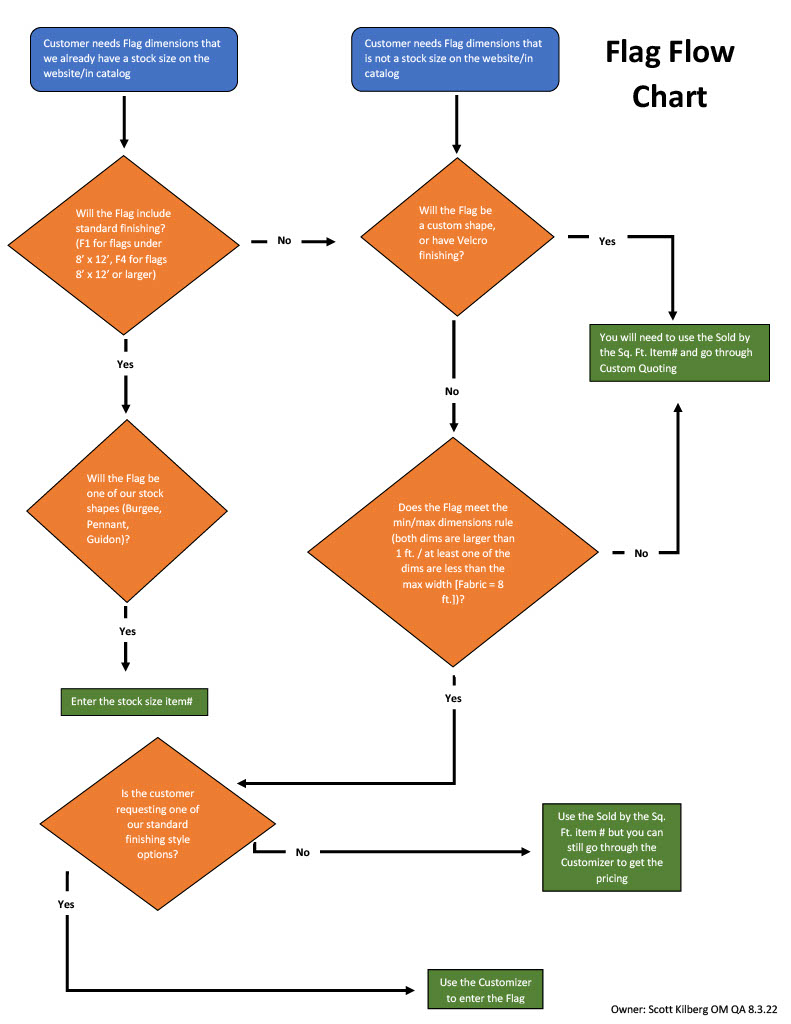 Customer needs Flag dimensions that
we already have a stock size on the
website/in catalog
Customer needs Flag dimensions that
is not a stock size on the website/in
catalog
Flag Flow
Chart
Will the Flag include
standard finishing?
(F1 for flags under
8’ x 12’, F4 for flags
8’ x 12’ or larger)
No
Will the Flag be
a custom shape,
or have Velcro
finishing?
Yes
You will need to use the Sold by
the Sq. Ft. Item# and go through
Custom Quoting
Yes
No
Will the Flag be
one of our stock
shapes (Burgee,
Pennant,
Guidon)?
Does the Flag meet the
min/max dimensions rule
(both dims are larger than
1 ft. / at least one of the
dims are less than the
max width [Fabric = 8
ft.])?
No
Yes
Enter the stock size item#
Yes
Is the customer
requesting one of
our standard
finishing style
options?
No
Use the Sold by the Sq.
Ft. item # but you can
still go through the
Customizer to get the
pricing
Yes
Use the Customizer
to enter the Flag
Owner: Scott Kilberg OM QA 8.3.22